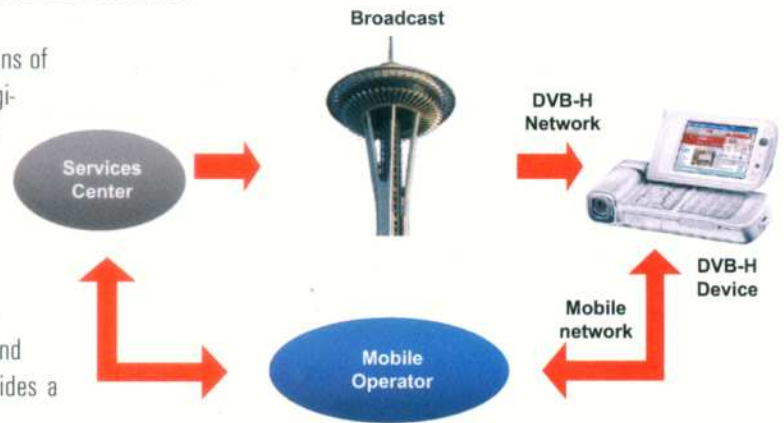 Broadcast
ns of
gi-
DVB-H
Network
Services
Center
DVB-H
Device
Mobile
network
nd
Mobile
Operator
ides a